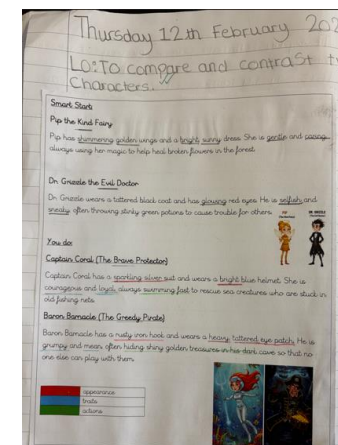 Thursday 12th February 202
LO: To compare and contrast t
Characters.
Smart Start:
Pip the Kind Fairy
Pip has shimmering golden wings and a bright, sunny dress. She is gentle and caring,
always using her magic to help heal broken flowers in the forest.
Dr. Grizzle the Evil Doctor
Dr. Grizzle wears a tattered black coat and has glowing red eyes. He is selfish and
sneaky, often throwing stinky green potions to cause trouble for others.
You do:
Captain Coral (The Brave Protector)
Captain Coral has a sparkling silver suit and wears a bright blue helmet. She is
courageous and loyal, always swimming fast to rescue sea creatures who are stuck in
old fishing nets.
Baron Barnacle (The Greedy Pirate)
Baron Barnacle has a rusty iron hook and wears a heavy, tattered eye patch. He is
grumpy and mean, often hiding shiny golden treasures in his dark cave so that no
one else can play with them.
appearance
traits
actions